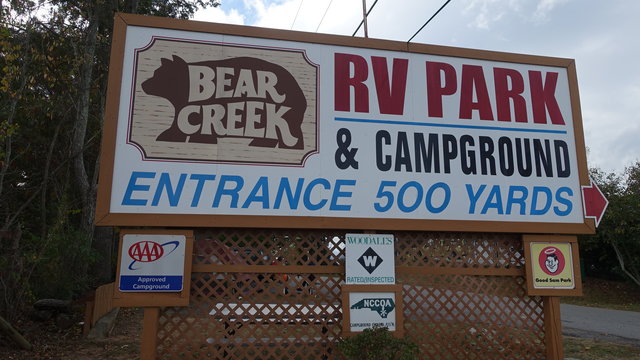 BEAR
CREEK
RV PARK
& CAMPGROUND
ENTRANCE 500 YARDS
AAA
Approved
Campground
WOODALL'S
W
RATED/INSPECTED
NCCOA
Good Sam Park